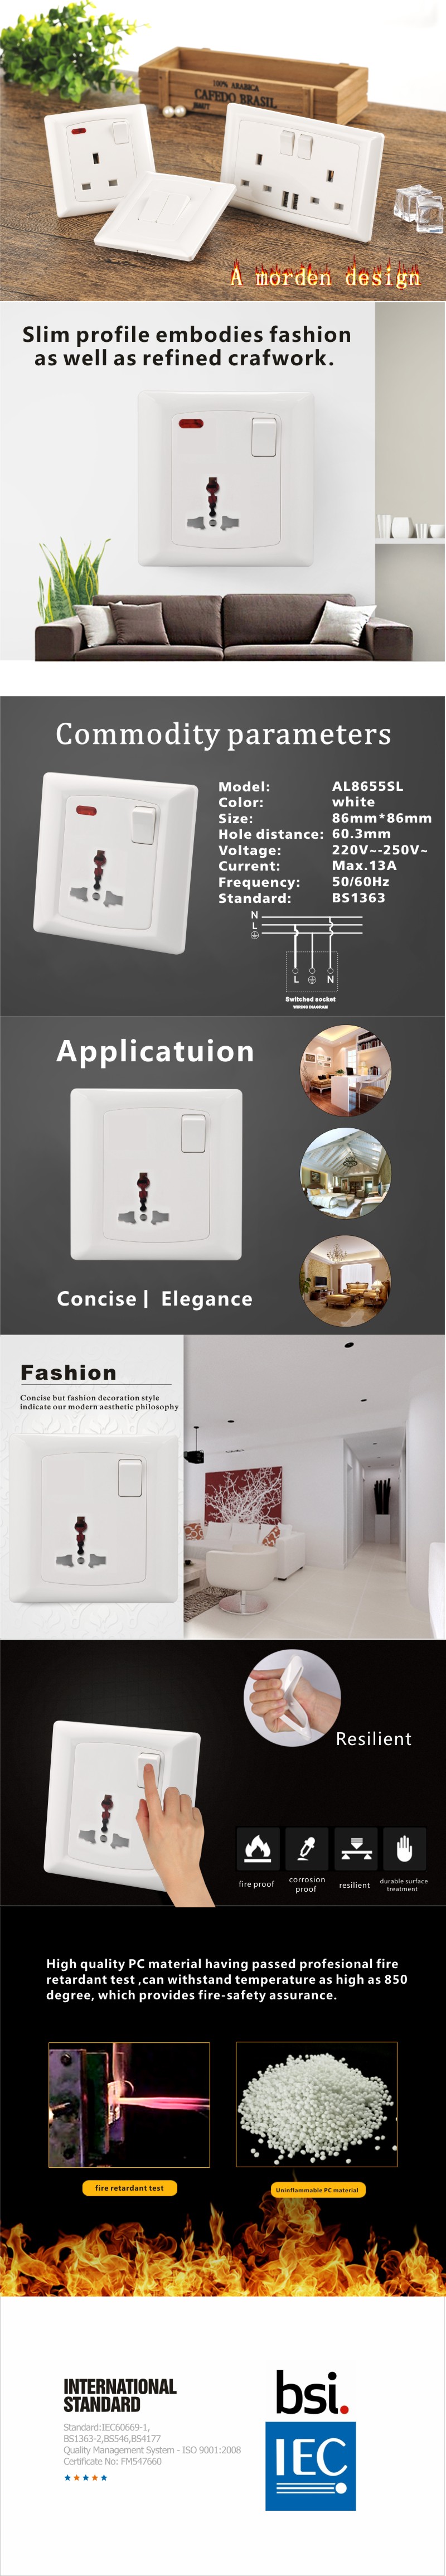 100% ARABICA
CAFEDO BRASIL
A morden design
Slim profile embodies fashion
as well as refined crafwork.
Commodity parameters
Model: AL8655SL
Color: white
Size: 86mm*86mm
Hole distance: 60.3mm
Voltage: 220V~-250V~
Current: Max.13A
Frequency: 50/60Hz
Standard: BS1363
N
L
L N
Switched socket
WIRING DIAGRAM
Applicatuion
Concise | Elegance
Fashion
Concise but fashion decoration style
indicate our modern aesthetic philosophy
Resilient
fire proof
corrosion
proof
resilient
durable surface
treatment
High quality PC material having passed profesional fire
retardant test ,can withstand temperature as high as 850
degree, which provides fire-safety assurance.
fire retardant test
Uninflammable PC material
INTERNATIONAL
STANDARD
Standard:IEC60669-1,
BS1363-2,BS546,BS4177
Quality Management System - ISO 9001:2008
Certificate No: FM547660
bsi.
IEC